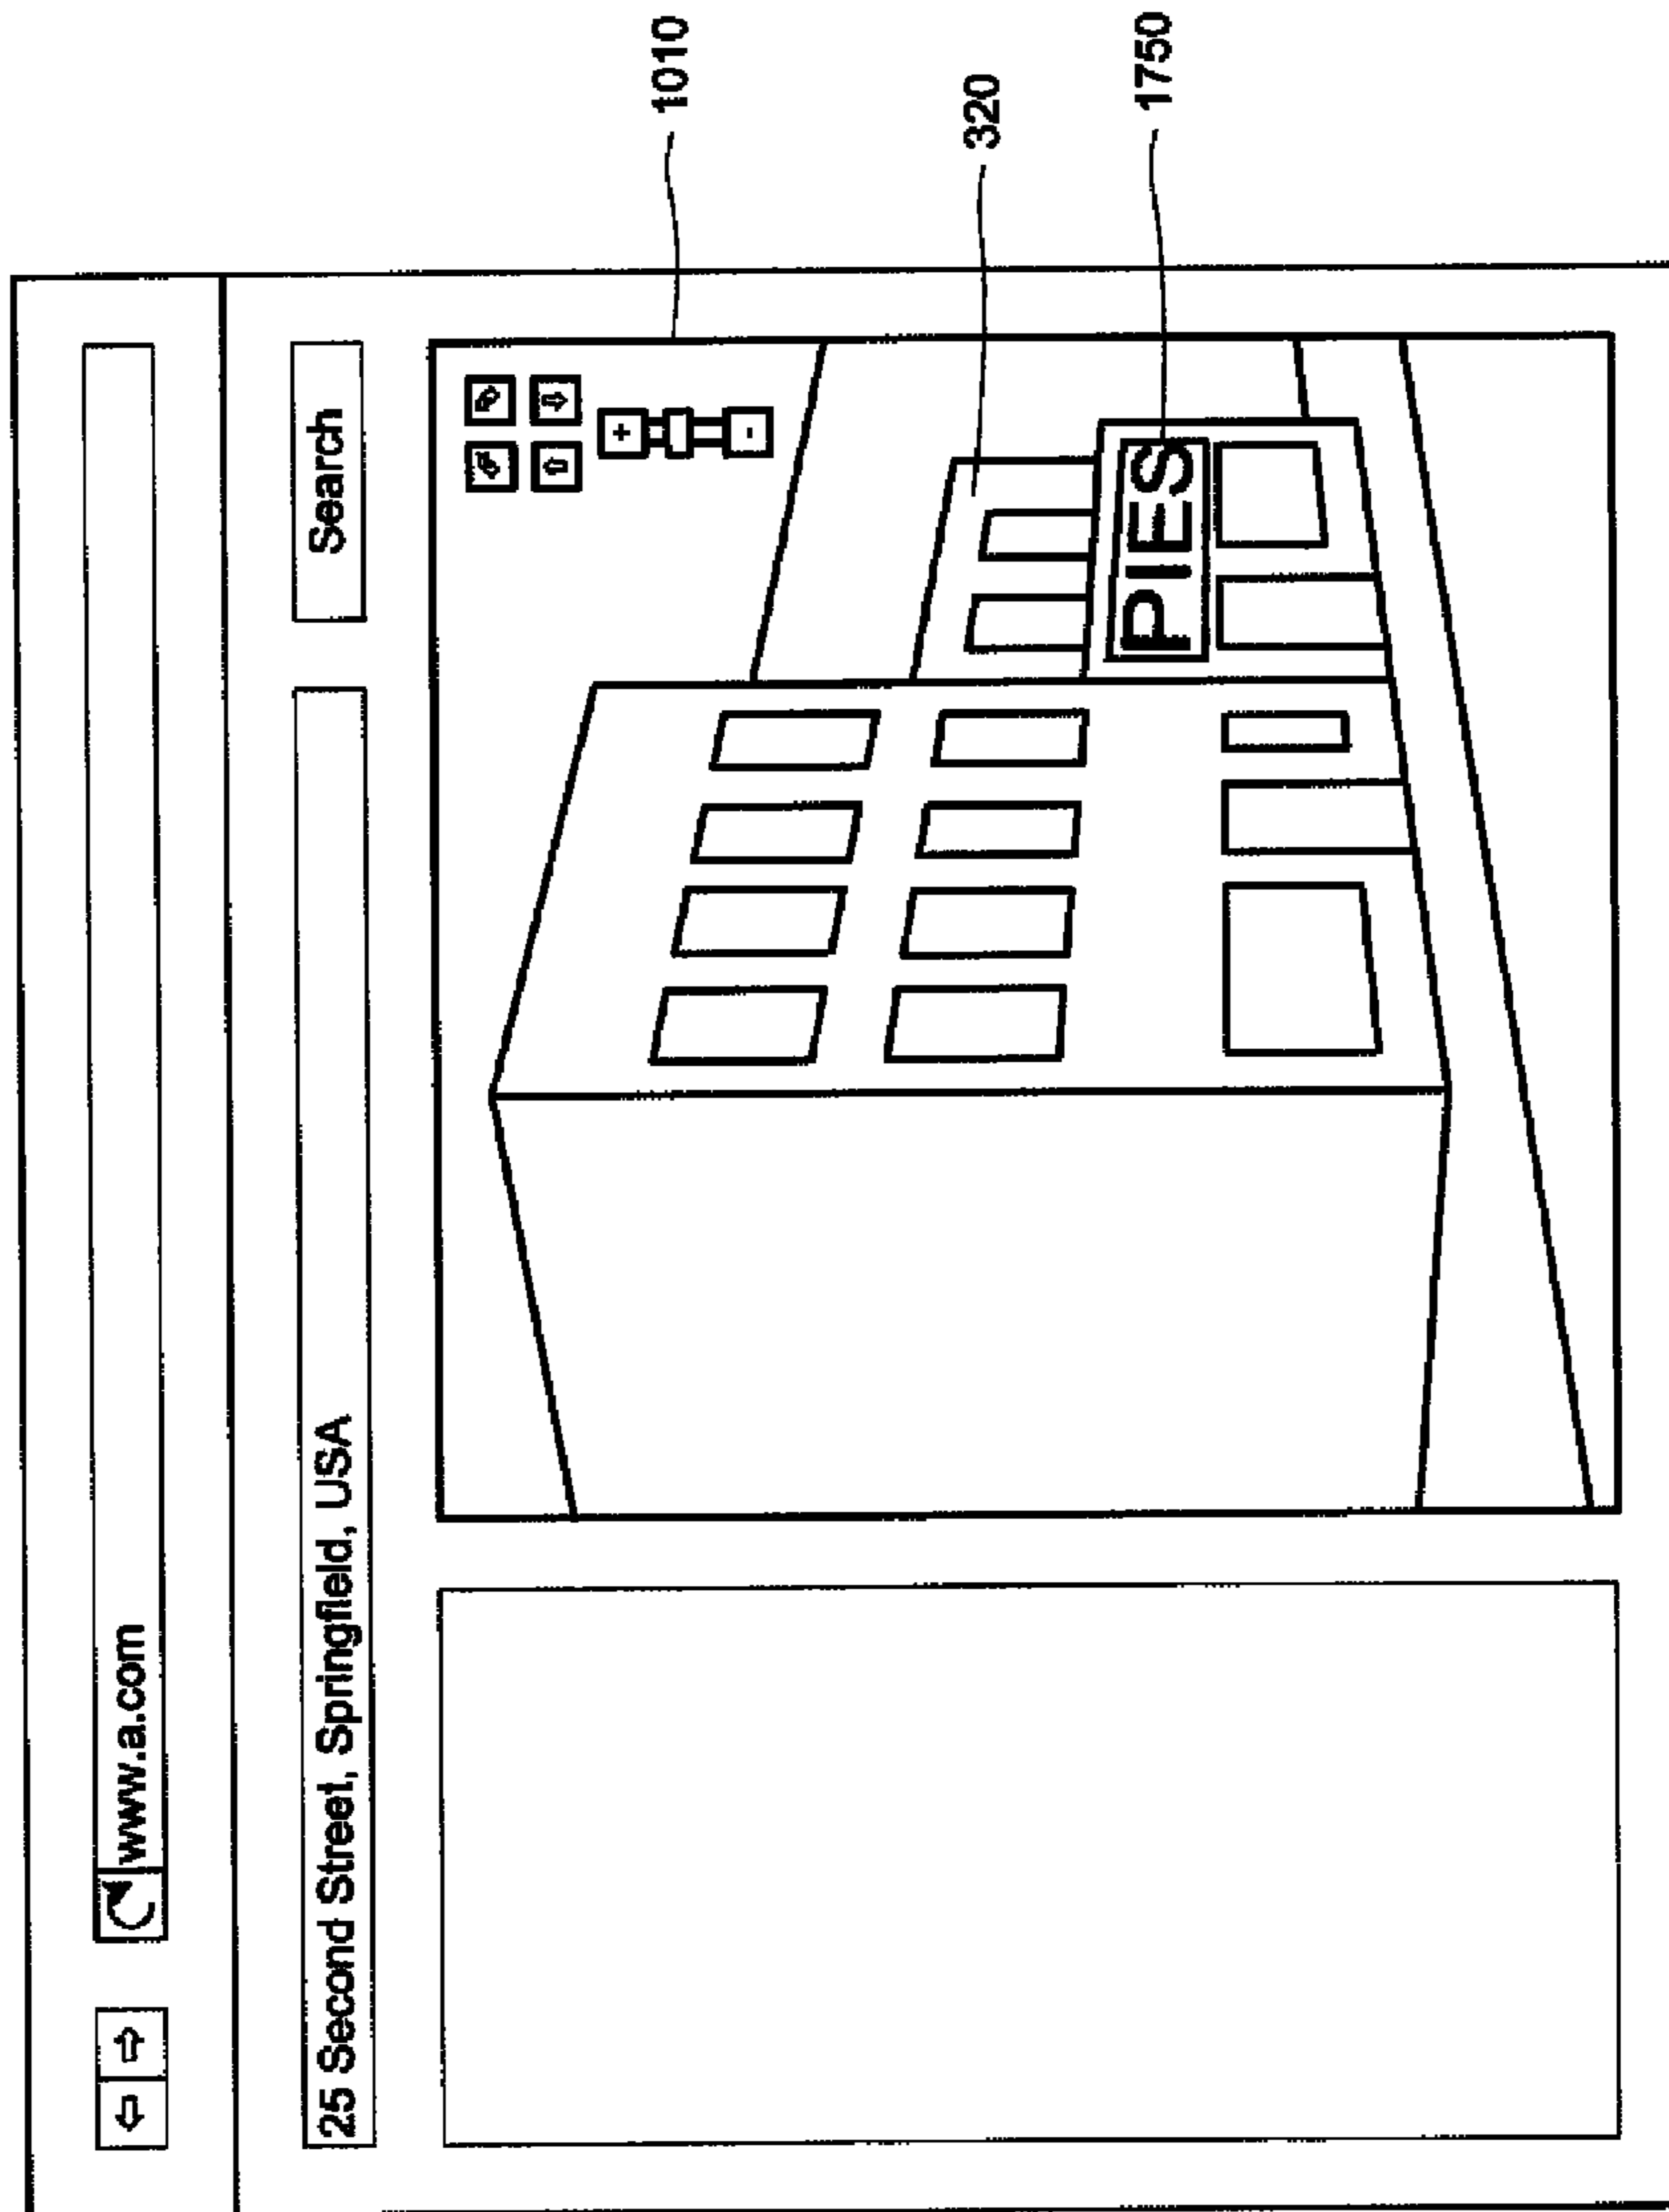 www.a.com
25 Second Street, Springfield, USA
Search
+
-
PIES
1010
320
1750